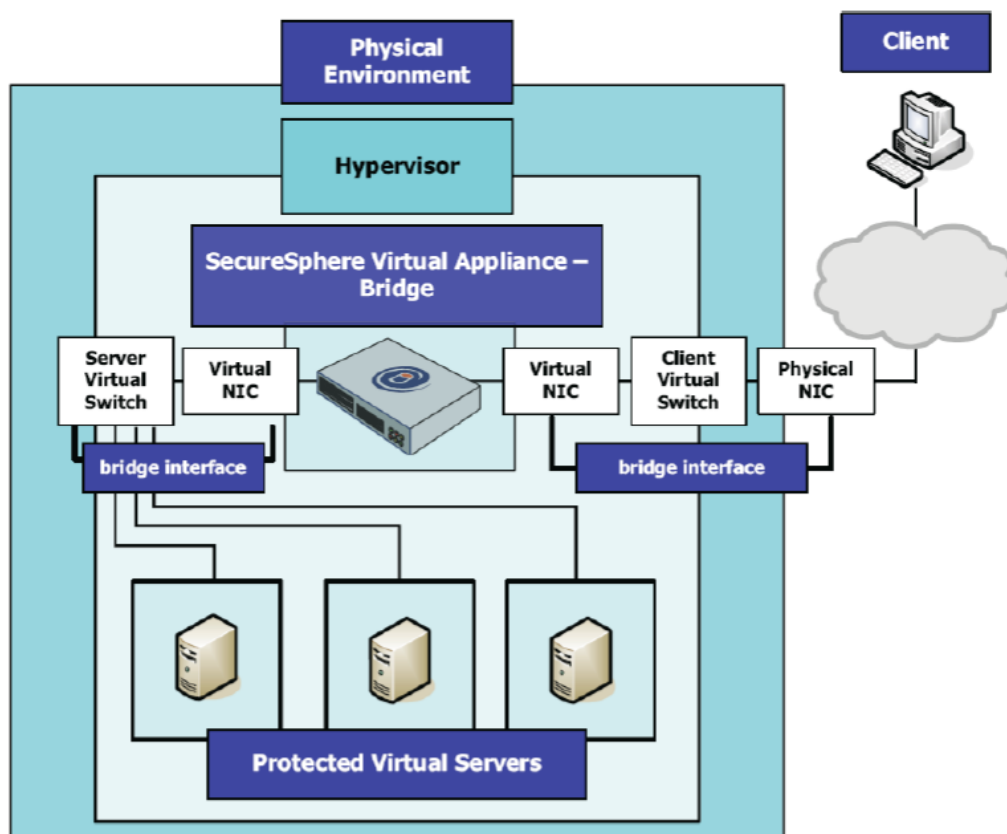 Physical
Environment
Client
Hypervisor
SecureSphere Virtual Appliance –
Bridge
Server
Virtual
Switch
Virtual
NIC
Virtual
NIC
Client
Virtual
Switch
Physical
NIC
bridge interface
bridge interface
Protected Virtual Servers